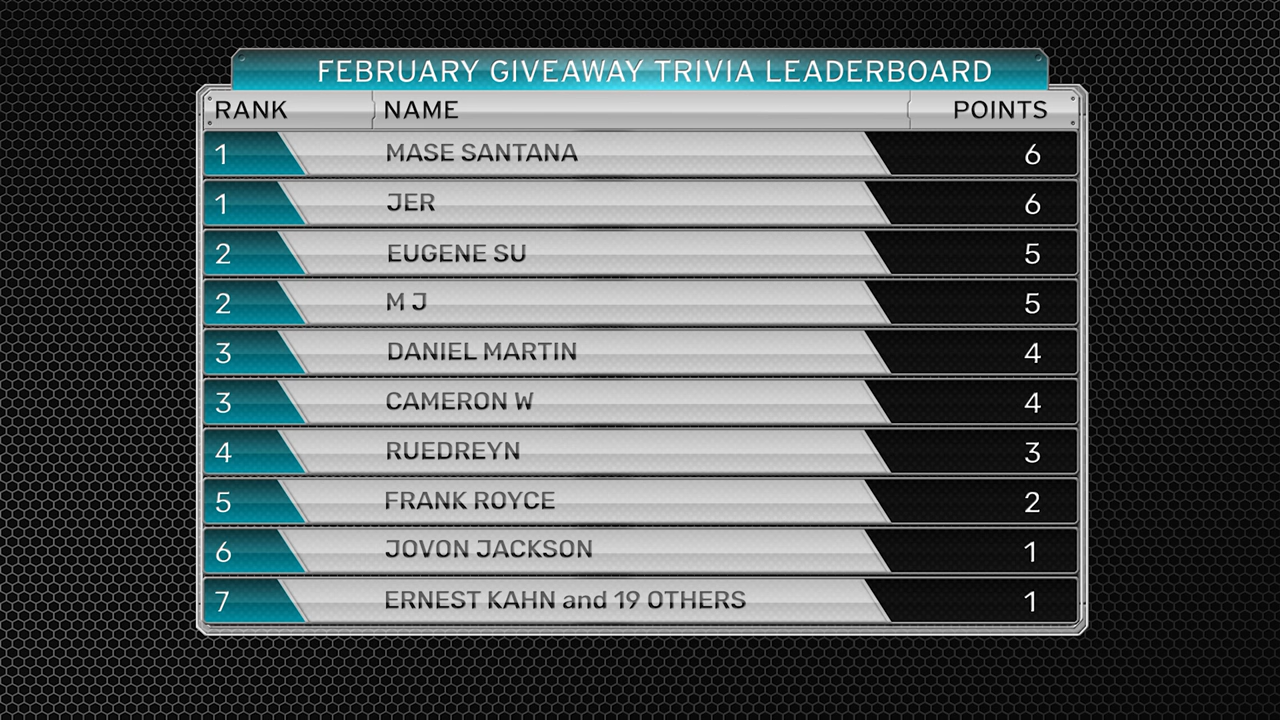 FEBRUARY GIVEAWAY TRIVIA LEADERBOARD
RANK NAME POINTS
1 MASE SANTANA 6
1 JER 6
2 EUGENE SU 5
2 M J 5
3 DANIEL MARTIN 4
3 CAMERON W 4
4 RUEDREYN 3
5 FRANK ROYCE 2
6 JOVON JACKSON 1
7 ERNEST KAHN and 19 OTHERS 1